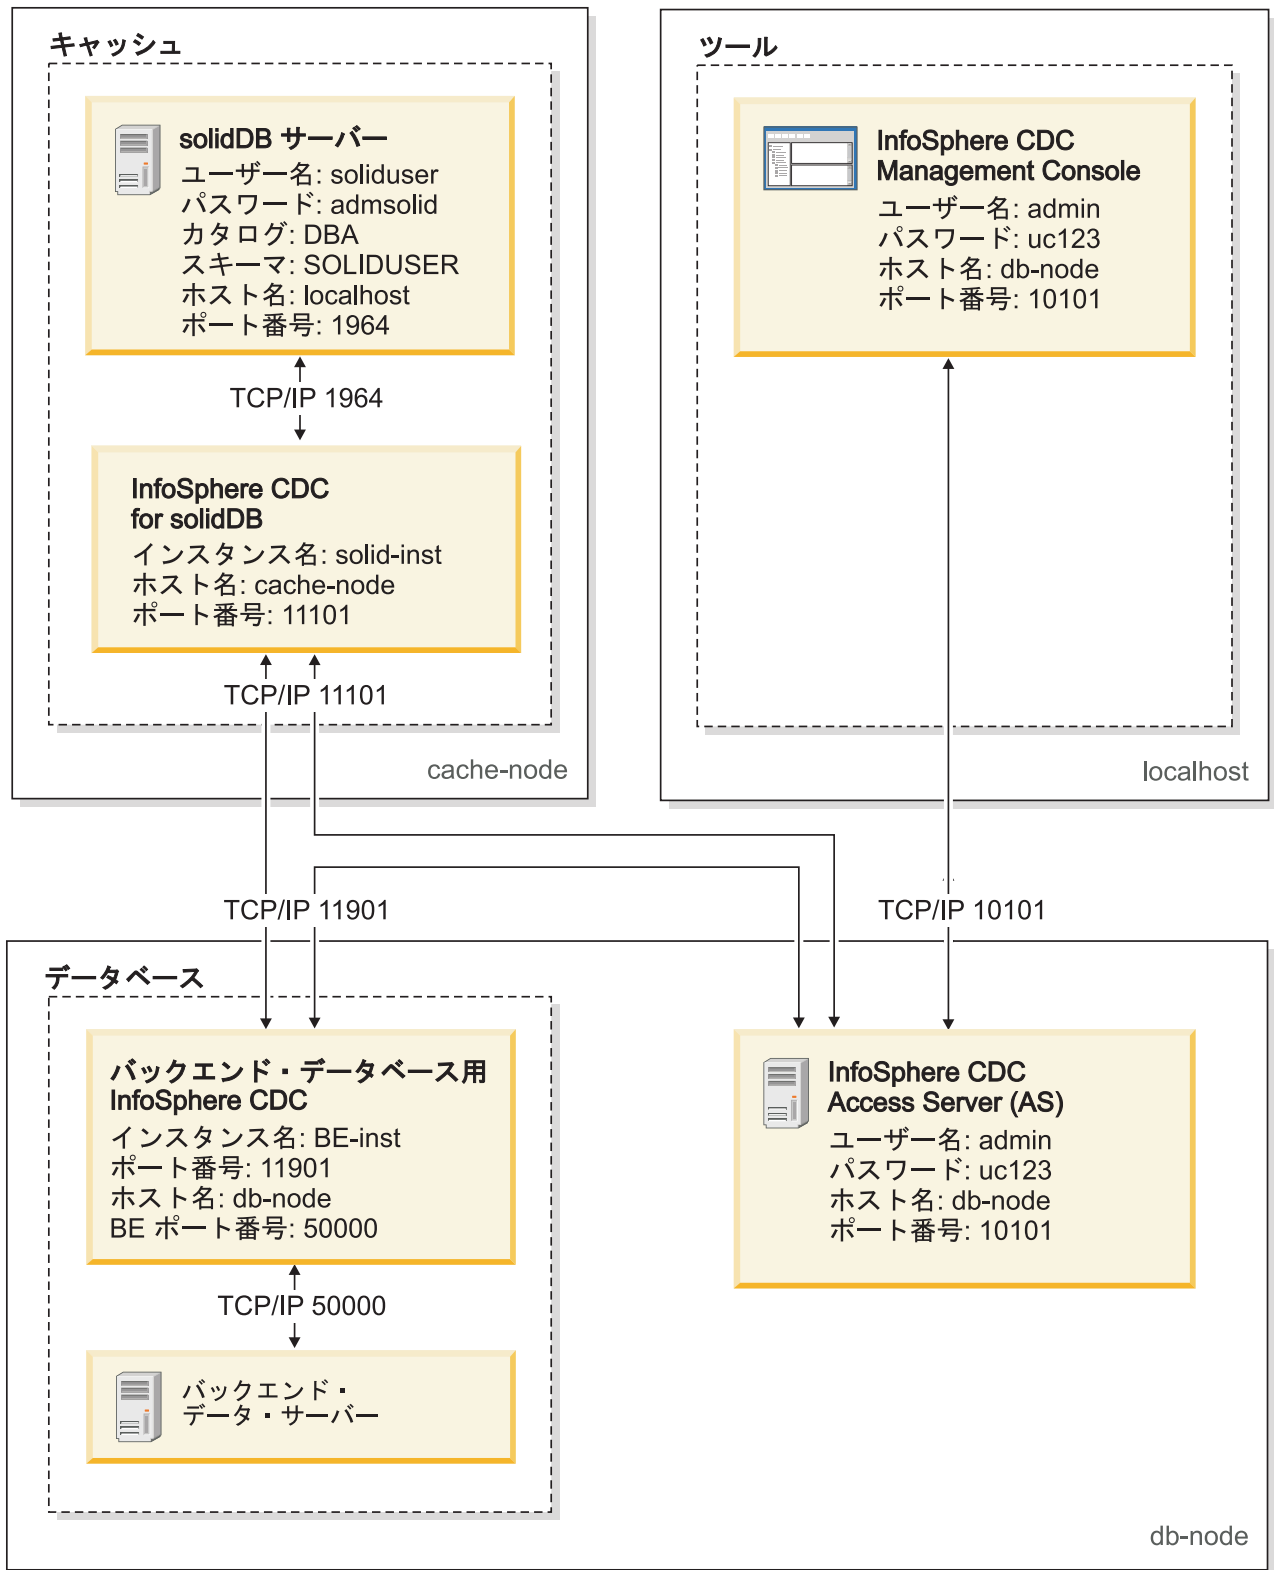 キャッシュ
solidDB サーバー
ユーザー名: soliduser
パスワード: admsolid
カタログ: DBA
スキーマ: SOLIDUSER
ホスト名: localhost
ポート番号: 1964
TCP/IP 1964
InfoSphere CDC
for solidDB
インスタンス名: solid-inst
ホスト名: cache-node
ポート番号: 11101
TCP/IP 11101
cache-node
ツール
InfoSphere CDC
Management Console
ユーザー名: admin
パスワード: uc123
ホスト名: db-node
ポート番号: 10101
localhost
TCP/IP 11901
TCP/IP 10101
データベース
バックエンド・データベース用
InfoSphere CDC
インスタンス名: BE-inst
ポート番号: 11901
ホスト名: db-node
BE ポート番号: 50000
TCP/IP 50000
バックエンド・
データ・サーバー
InfoSphere CDC
Access Server (AS)
ユーザー名: admin
パスワード: uc123
ホスト名: db-node
ポート番号: 10101
db-node